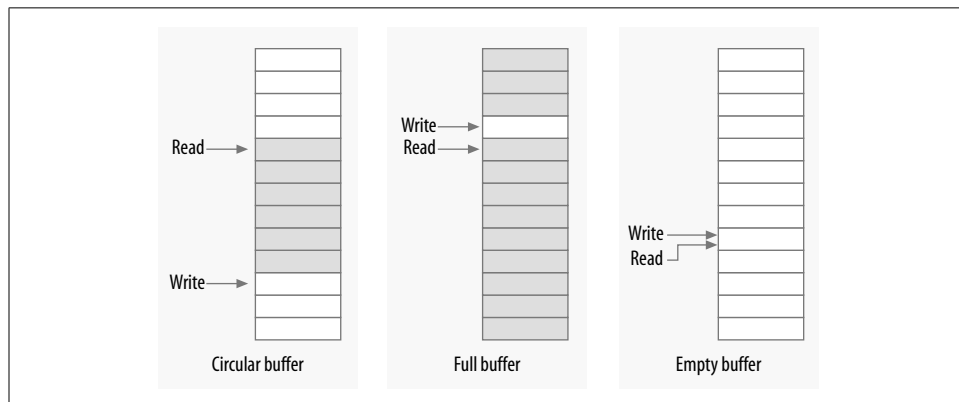 Read
Write
Circular buffer
Write
Read
Full buffer
Write
Read
Empty buffer